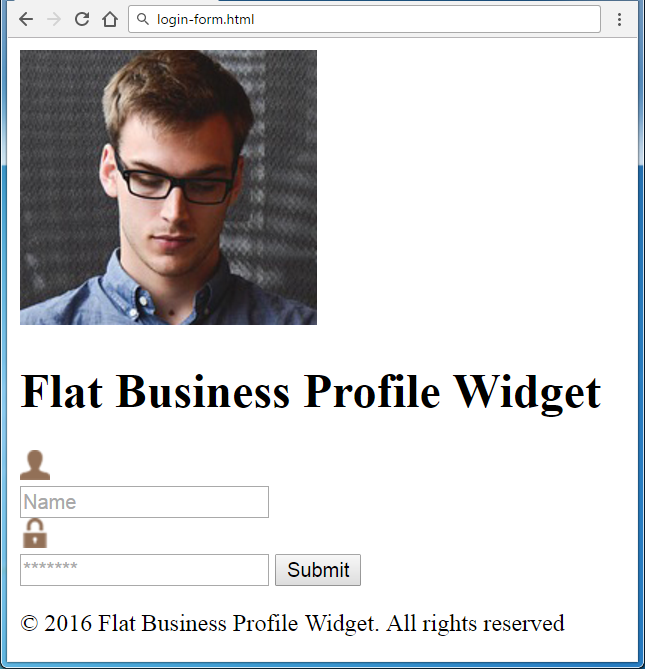 login-form.html
Flat Business Profile Widget
Name
*******
Submit
© 2016 Flat Business Profile Widget. All rights reserved